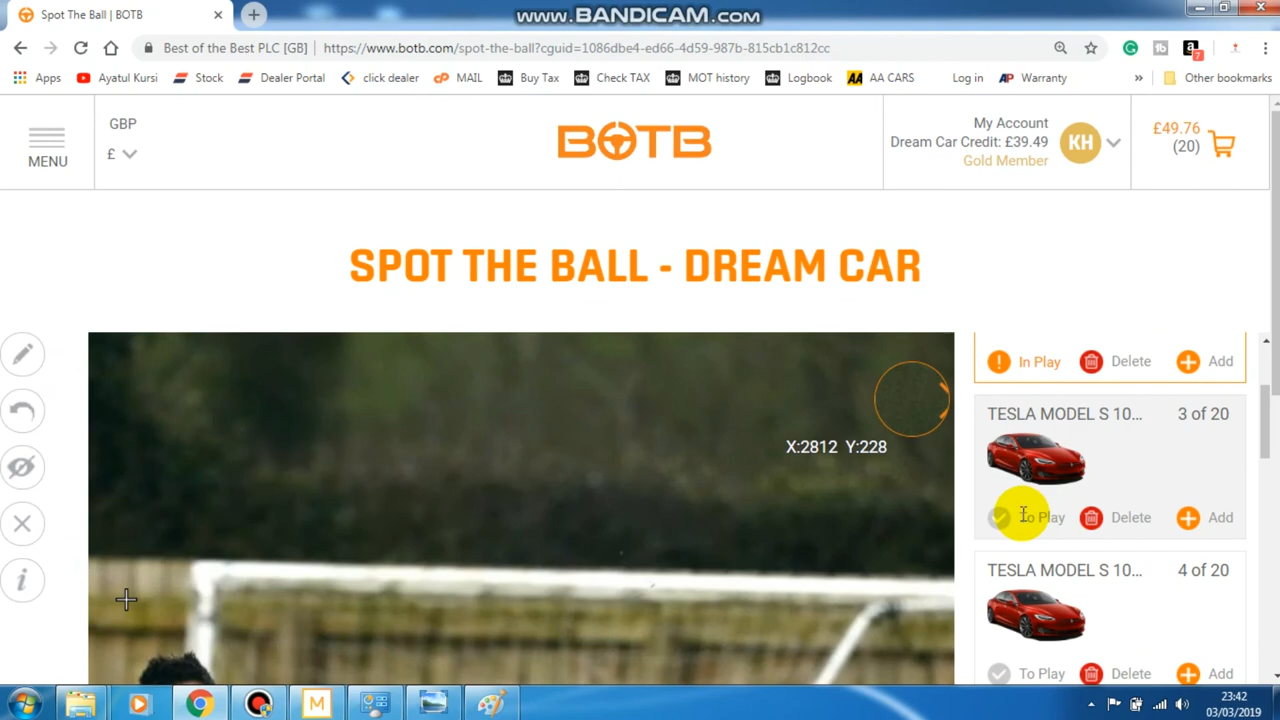 www.BANDICAM.com
Spot The Ball | BOTB
Best of the Best PLC [GB] | https://www.botb.com/spot-the-ball?cguid=1086dbe4-ed66-4d59-987b-815cb1c812cc
Apps Ayatul Kursi Stock Dealer Portal click dealer MAIL Buy Tax Check TAX MOT history Logbook AA CARS Log in AP Warranty » Other bookmarks
MENU
GBP
£
BOTB
My Account
Dream Car Credit: £39.49
Gold Member
KH
£49.76
(20)
SPOT THE BALL - DREAM CAR
X:2812 Y:228
In Play Delete Add
TESLA MODEL S 10... 3 of 20
To Play Delete Add
TESLA MODEL S 10... 4 of 20
To Play Delete Add
23:42
03/03/2019